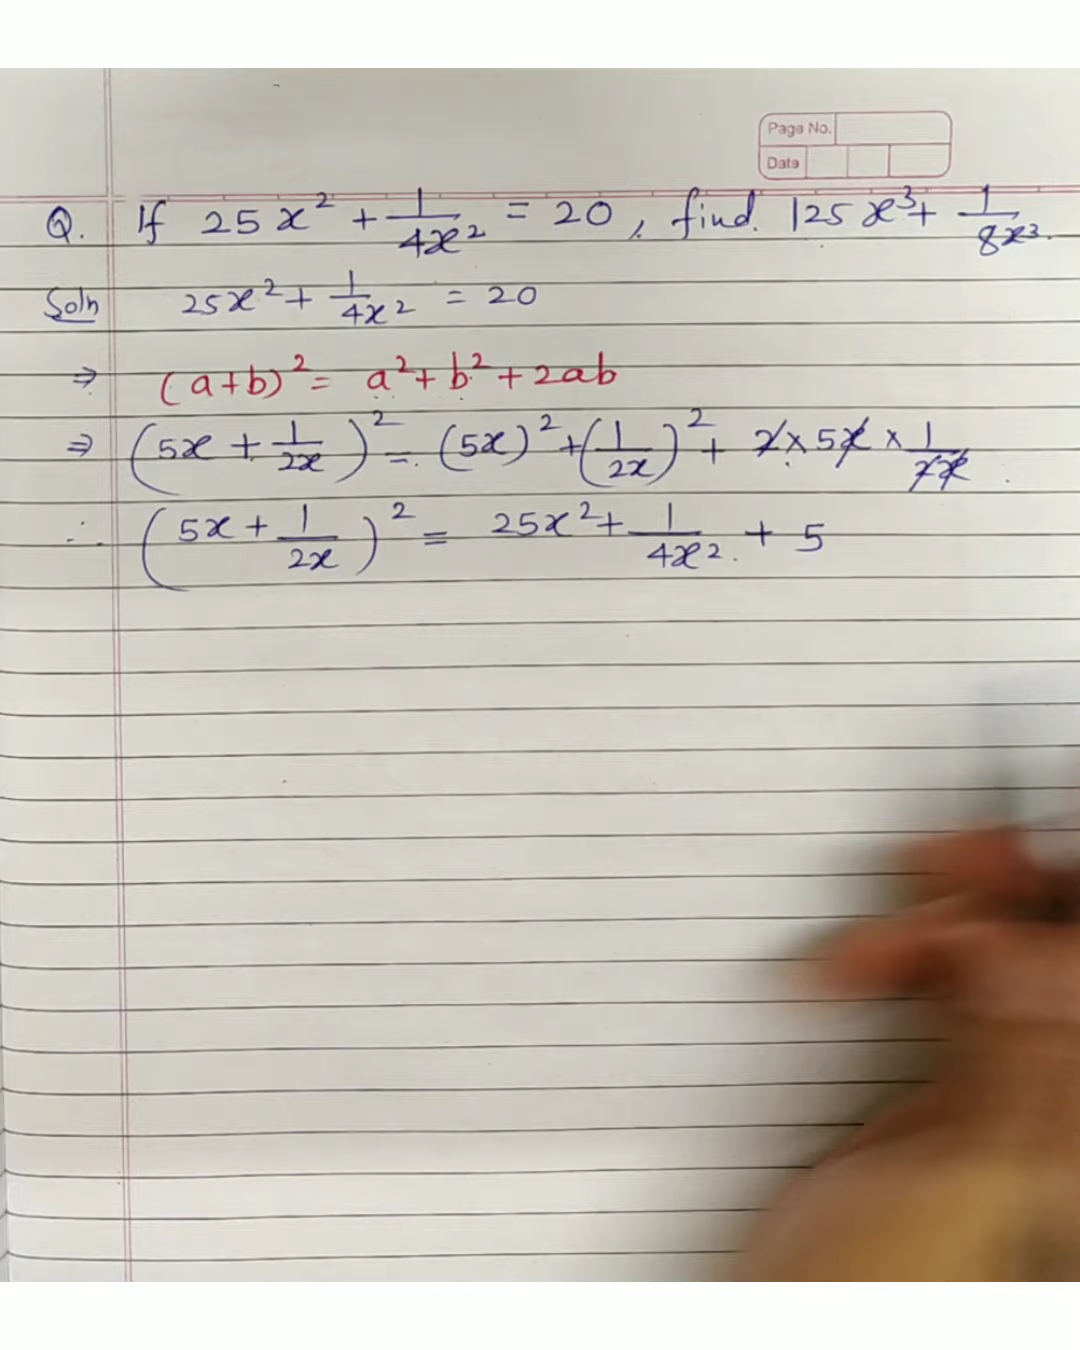 Page No.
Date
Q. If 25x² + 1/4x² = 20, find 125x³ + 1/8x³.
Soln 25x² + 1/4x² = 20
⇒ (a+b)² = a² + b² + 2ab
⇒ (5x + 1/2x)² = (5x)² + (1/2x)² + 2 × 5x × 1/2x
∴ (5x + 1/2x)² = 25x² + 1/4x² + 5